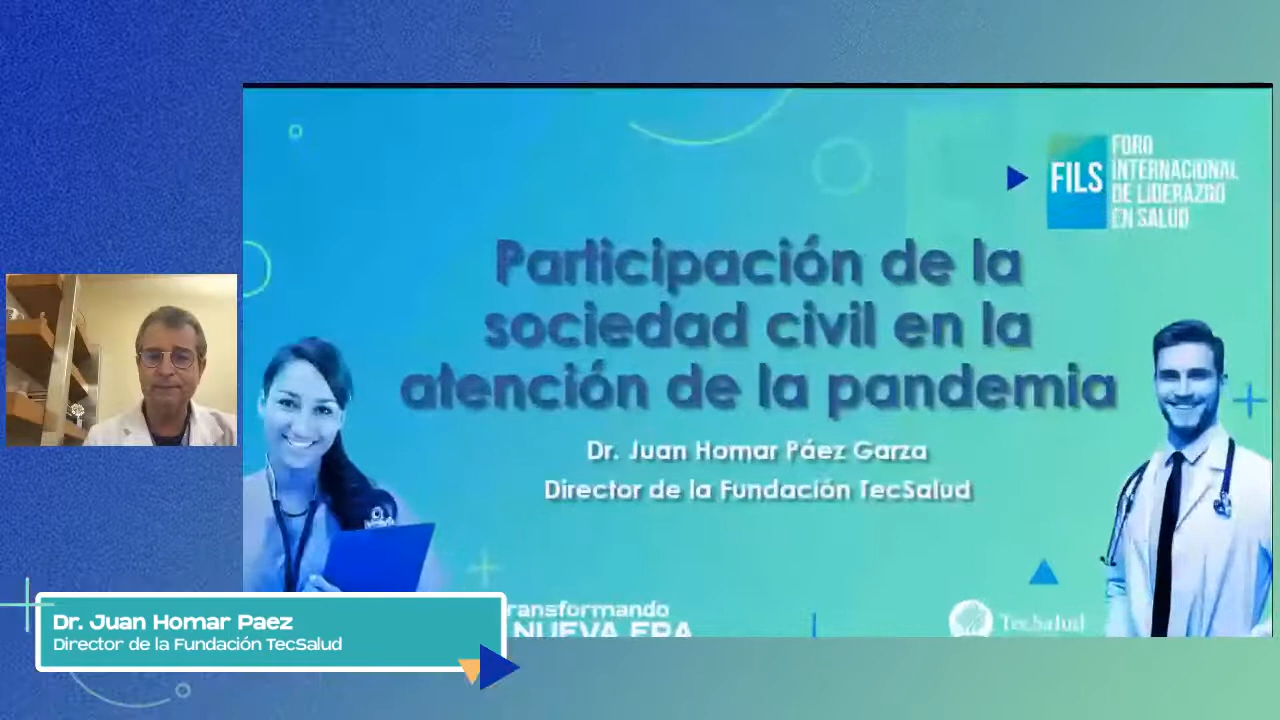 FILS
FORO
INTERNACIONAL
DE LIDERAZGO
EN SALUD
Participación de la
sociedad civil en la
atención de la pandemia
Dr. Juan Homar Páez Garza
Director de la Fundación TecSalud
ransformando
NUEVA ERA
TecSalud
Dr. Juan Homar Paez
Director de la Fundación TecSalud